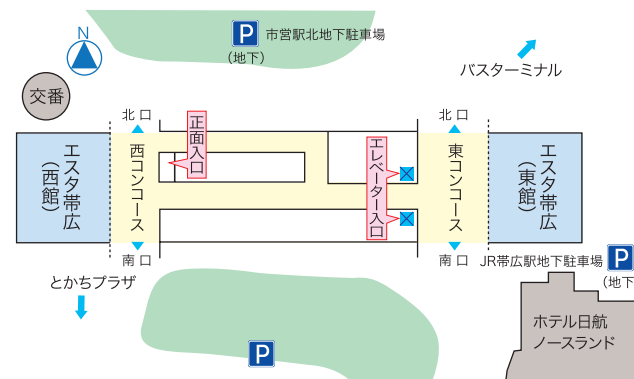 N
P 市営駅北地下駐車場
(地下)
バスターミナル
交番
北口
北口
正面入口
エレベーター入口
エスタ帯広
(西館)
西コンコース
東コンコース
エスタ帯広
(東館)
南口
南口
JR帯広駅地下駐車場 P
(地下
とかちプラザ
ホテル日航
ノースランド
P